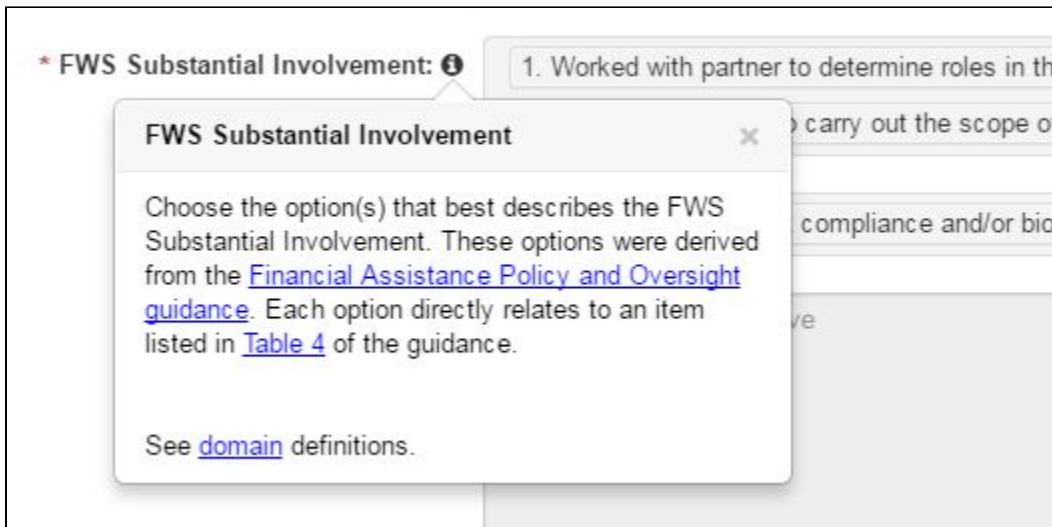 * FWS Substantial Involvement:
1. Worked with partner to determine roles in th
carry out the scope o
compliance and/or bio
FWS Substantial Involvement
×
Choose the option(s) that best describes the FWS
Substantial Involvement. These options were derived
from the Financial Assistance Policy and Oversight
guidance. Each option directly relates to an item
listed in Table 4 of the guidance.
See domain definitions.